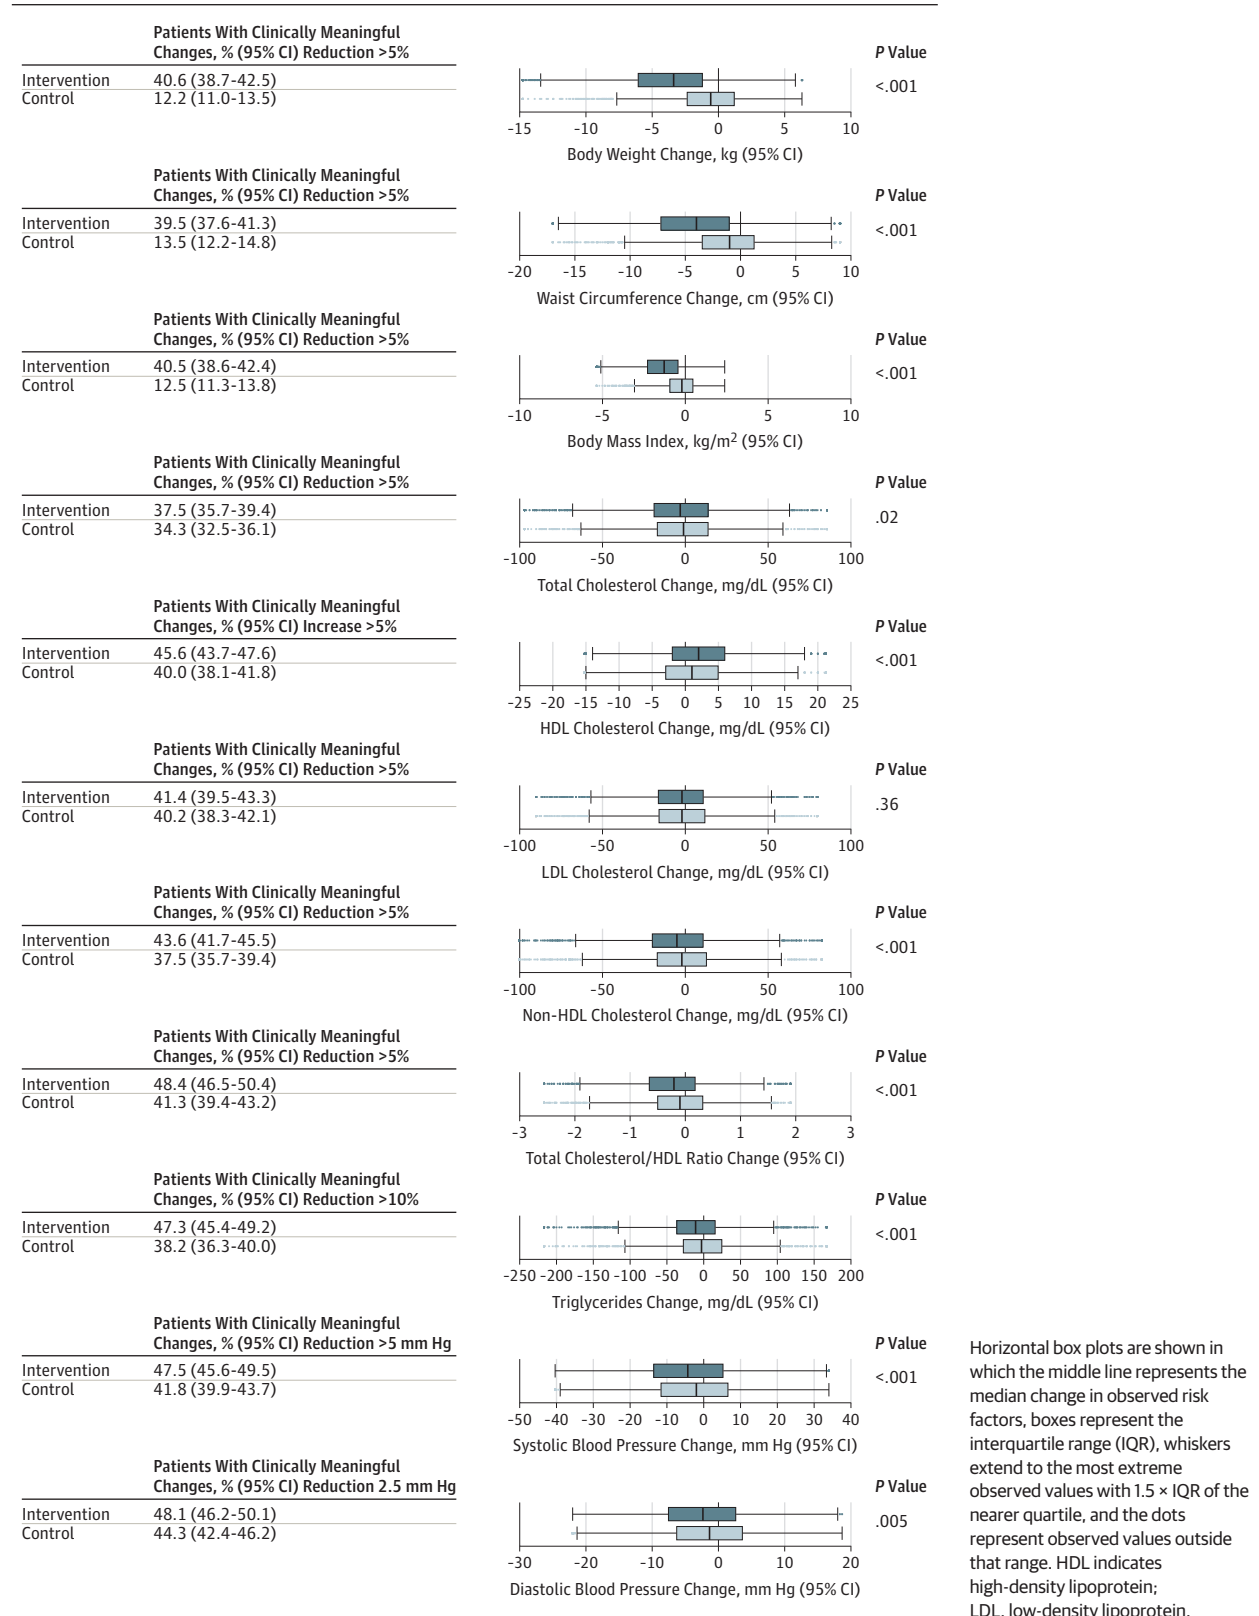 Patients With Clinically Meaningful
Changes, % (95% CI) Reduction >5%
P Value
Intervention 40.6 (38.7-42.5)
<.001
Control 12.2 (11.0-13.5)
-15 -10 -5 0 5 10
Body Weight Change, kg (95% CI)
Patients With Clinically Meaningful
Changes, % (95% CI) Reduction >5%
P Value
Intervention 39.5 (37.6-41.3)
<.001
Control 13.5 (12.2-14.8)
-20 -15 -10 -5 0 5 10
Waist Circumference Change, cm (95% CI)
Patients With Clinically Meaningful
Changes, % (95% CI) Reduction >5%
P Value
Intervention 40.5 (38.6-42.4)
<.001
Control 12.5 (11.3-13.8)
-10 -5 0 5 10
Body Mass Index, kg/m2 (95% CI)
Patients With Clinically Meaningful
Changes, % (95% CI) Reduction >5%
P Value
Intervention 37.5 (35.7-39.4)
.02
Control 34.3 (32.5-36.1)
-100 -50 0 50 100
Total Cholesterol Change, mg/dL (95% CI)
Patients With Clinically Meaningful
Changes, % (95% CI) Increase >5%
P Value
Intervention 45.6 (43.7-47.6)
<.001
Control 40.0 (38.1-41.8)
-25 -20 -15 -10 -5 0 5 10 15 20 25
HDL Cholesterol Change, mg/dL (95% CI)
Patients With Clinically Meaningful
Changes, % (95% CI) Reduction >5%
P Value
Intervention 41.4 (39.5-43.3)
.36
Control 40.2 (38.3-42.1)
-100 -50 0 50 100
LDL Cholesterol Change, mg/dL (95% CI)
Patients With Clinically Meaningful
Changes, % (95% CI) Reduction >5%
P Value
Intervention 43.6 (41.7-45.5)
<.001
Control 37.5 (35.7-39.4)
-100 -50 0 50 100
Non-HDL Cholesterol Change, mg/dL (95% CI)
Patients With Clinically Meaningful
Changes, % (95% CI) Reduction >5%
P Value
Intervention 48.4 (46.5-50.4)
<.001
Control 41.3 (39.4-43.2)
-3 -2 -1 0 1 2 3
Total Cholesterol/HDL Ratio Change (95% CI)
Patients With Clinically Meaningful
Changes, % (95% CI) Reduction >10%
P Value
Intervention 47.3 (45.4-49.2)
<.001
Control 38.2 (36.3-40.0)
-250 -200 -150 -100 -50 0 50 100 150 200
Triglycerides Change, mg/dL (95% CI)
Patients With Clinically Meaningful
Changes, % (95% CI) Reduction >5 mm Hg
P Value
Intervention 47.5 (45.6-49.5)
<.001
Control 41.8 (39.9-43.7)
-50 -40 -30 -20 -10 0 10 20 30 40
Systolic Blood Pressure Change, mm Hg (95% CI)
Patients With Clinically Meaningful
Changes, % (95% CI) Reduction 2.5 mm Hg
P Value
Intervention 48.1 (46.2-50.1)
.005
Control 44.3 (42.4-46.2)
-30 -20 -10 0 10 20
Diastolic Blood Pressure Change, mm Hg (95% CI)
Horizontal box plots are shown in
which the middle line represents the
median change in observed risk
factors, boxes represent the
interquartile range (IQR), whiskers
extend to the most extreme
observed values with 1.5 × IQR of the
nearer quartile, and the dots
represent observed values outside
that range. HDL indicates
high-density lipoprotein;
LDL, low-density lipoprotein.